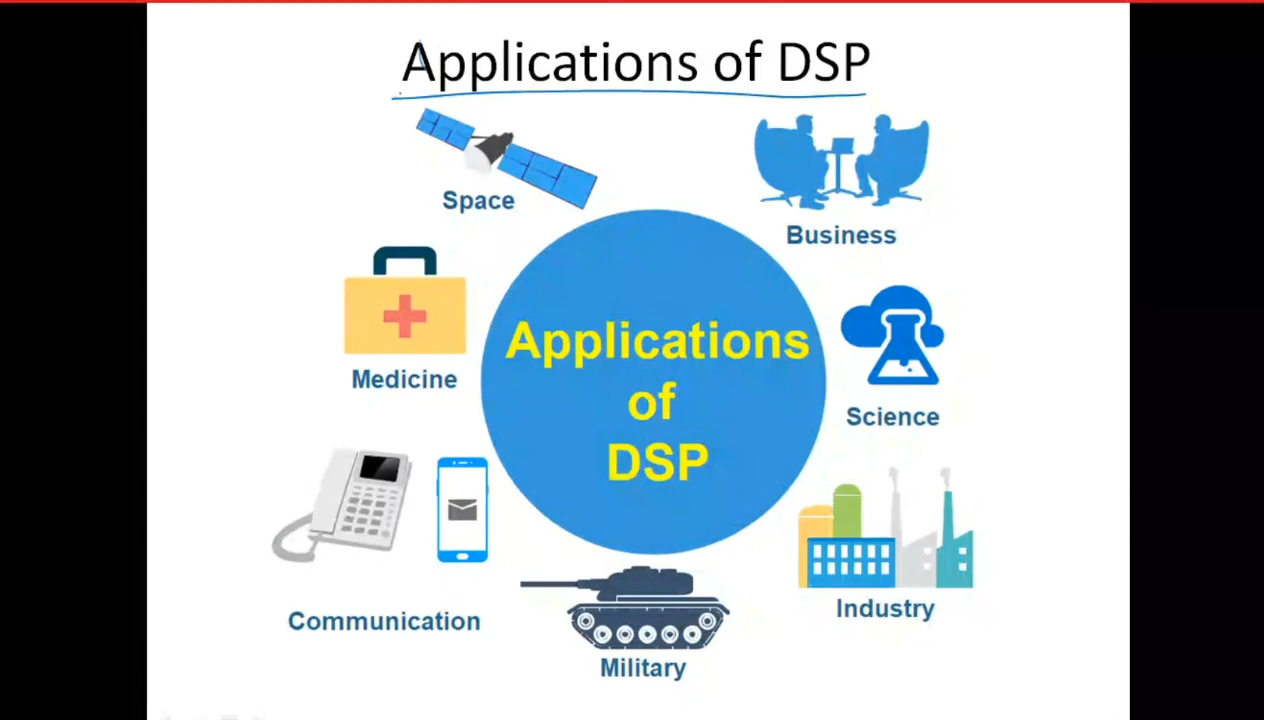 Applications of DSP
Space
Business
Medicine
Applications
of
DSP
Science
Communication
Industry
Military